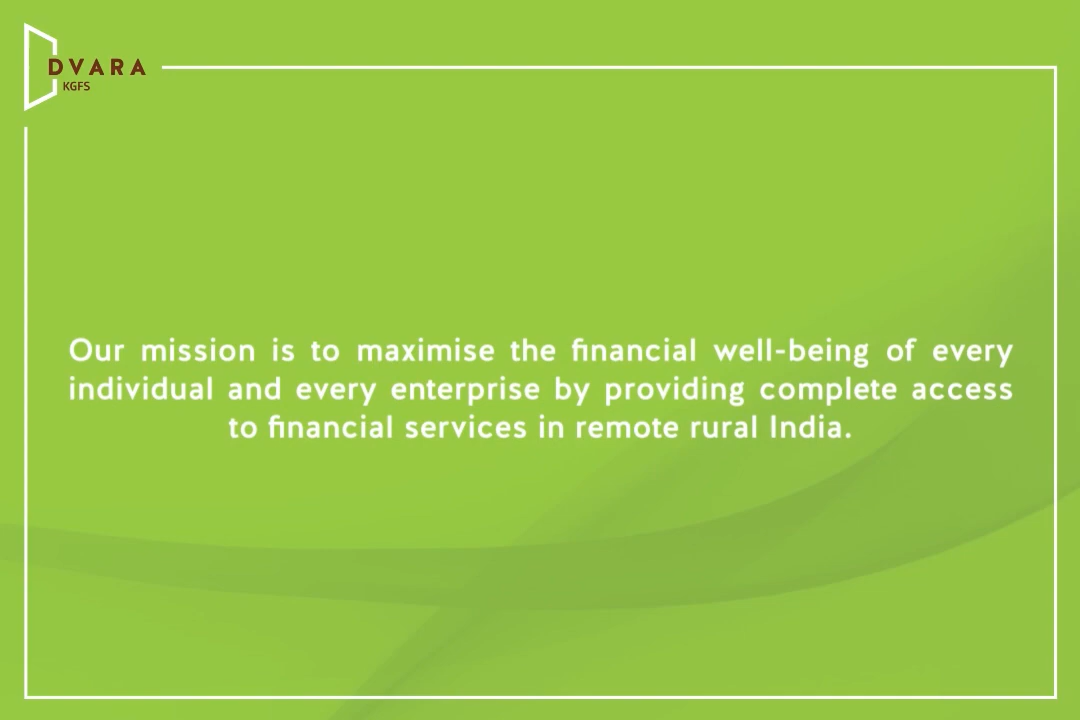 DVARA
KGFS
Our mission is to maximise the financial well-being of every
individual and every enterprise by providing complete access
to financial services in remote rural India.